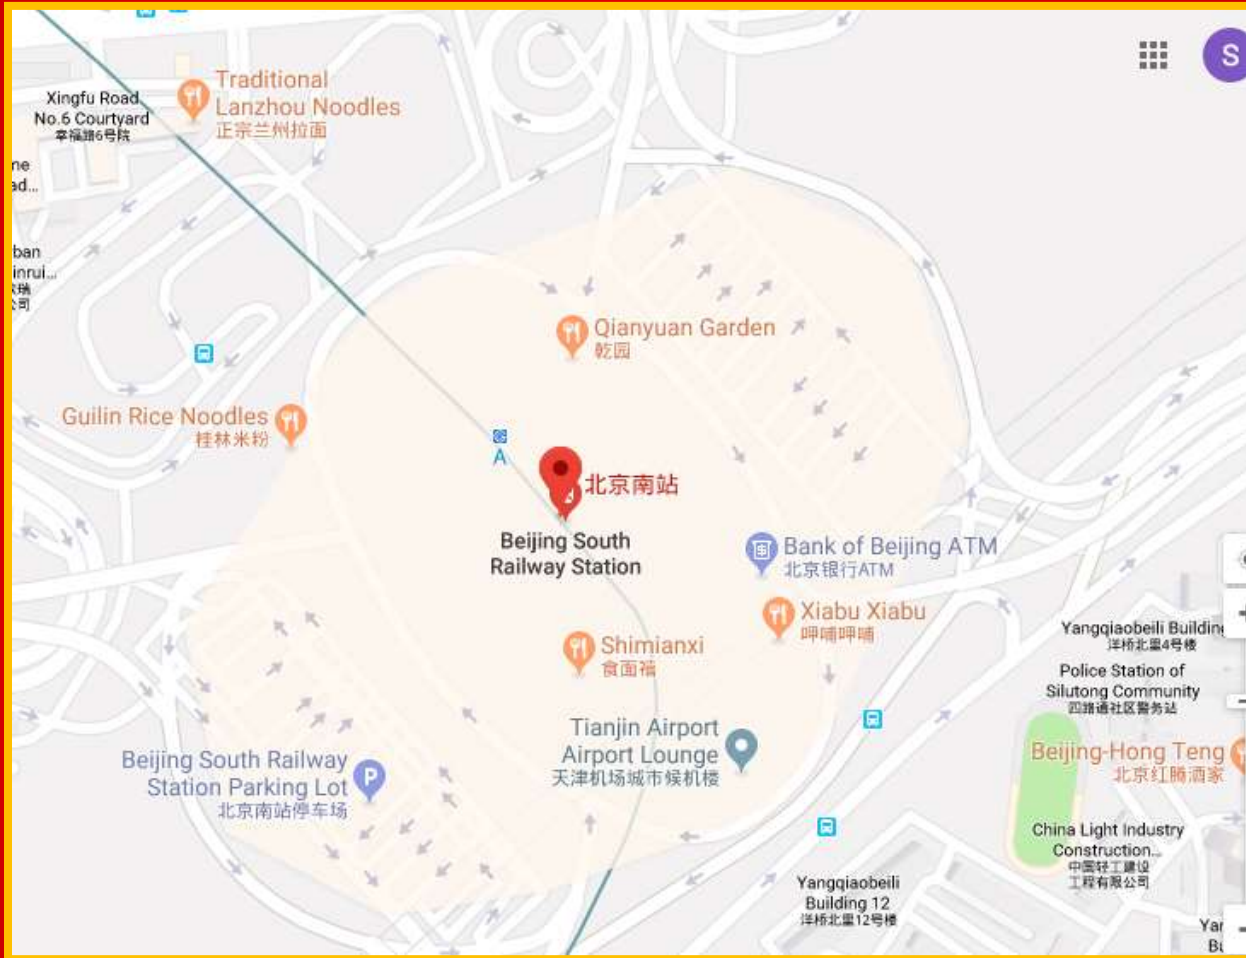 S
Traditional
Lanzhou Noodles
正宗兰州拉面
Xingfu Road
No.6 Courtyard
幸福路6号院
Qianyuan Garden
乾园
Guilin Rice Noodles
桂林米粉
A
北京南站
Beijing South
Railway Station
Bank of Beijing ATM
北京银行ATM
Xiabu Xiabu
呷哺呷哺
Shimianxi
食面禧
Yangqiaobeili Building
洋桥北里4号楼
Police Station of
Silutong Community
四路通社区警务站
Tianjin Airport
Airport Lounge
天津机场城市候机楼
Beijing-Hong Teng
北京红腾酒家
Beijing South Railway
Station Parking Lot
北京南站停车场
P
China Light Industry
Construction...
中国轻工建设
工程有限公司
Yangqiaobeili
Building 12
洋桥北里12号楼